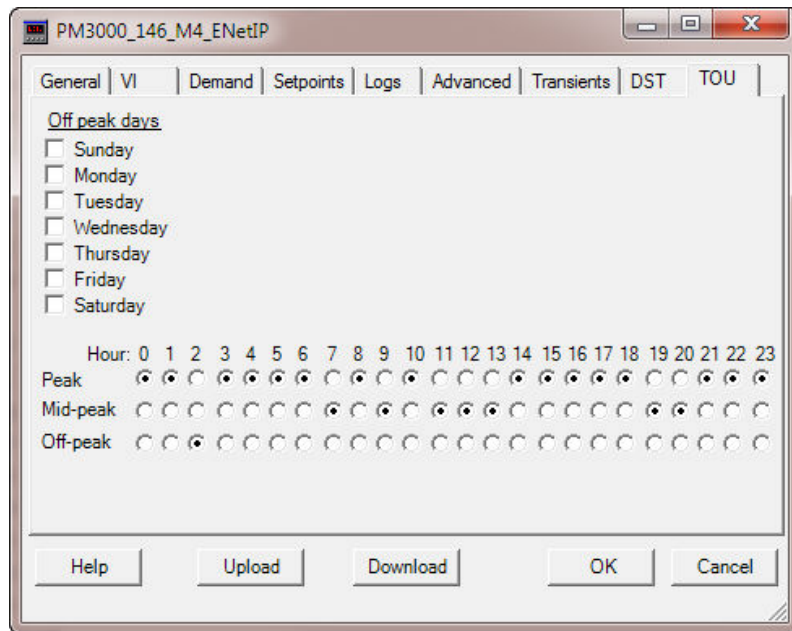 PM3000_146_M4_ENetIP
General VI Demand Setpoints Logs Advanced Transients DST TOU
Off peak days
Sunday
Monday
Tuesday
Wednesday
Thursday
Friday
Saturday
Hour: 0 1 2 3 4 5 6 7 8 9 10 11 12 13 14 15 16 17 18 19 20 21 22 23
Peak
Mid-peak
Off-peak
Help Upload Download OK Cancel